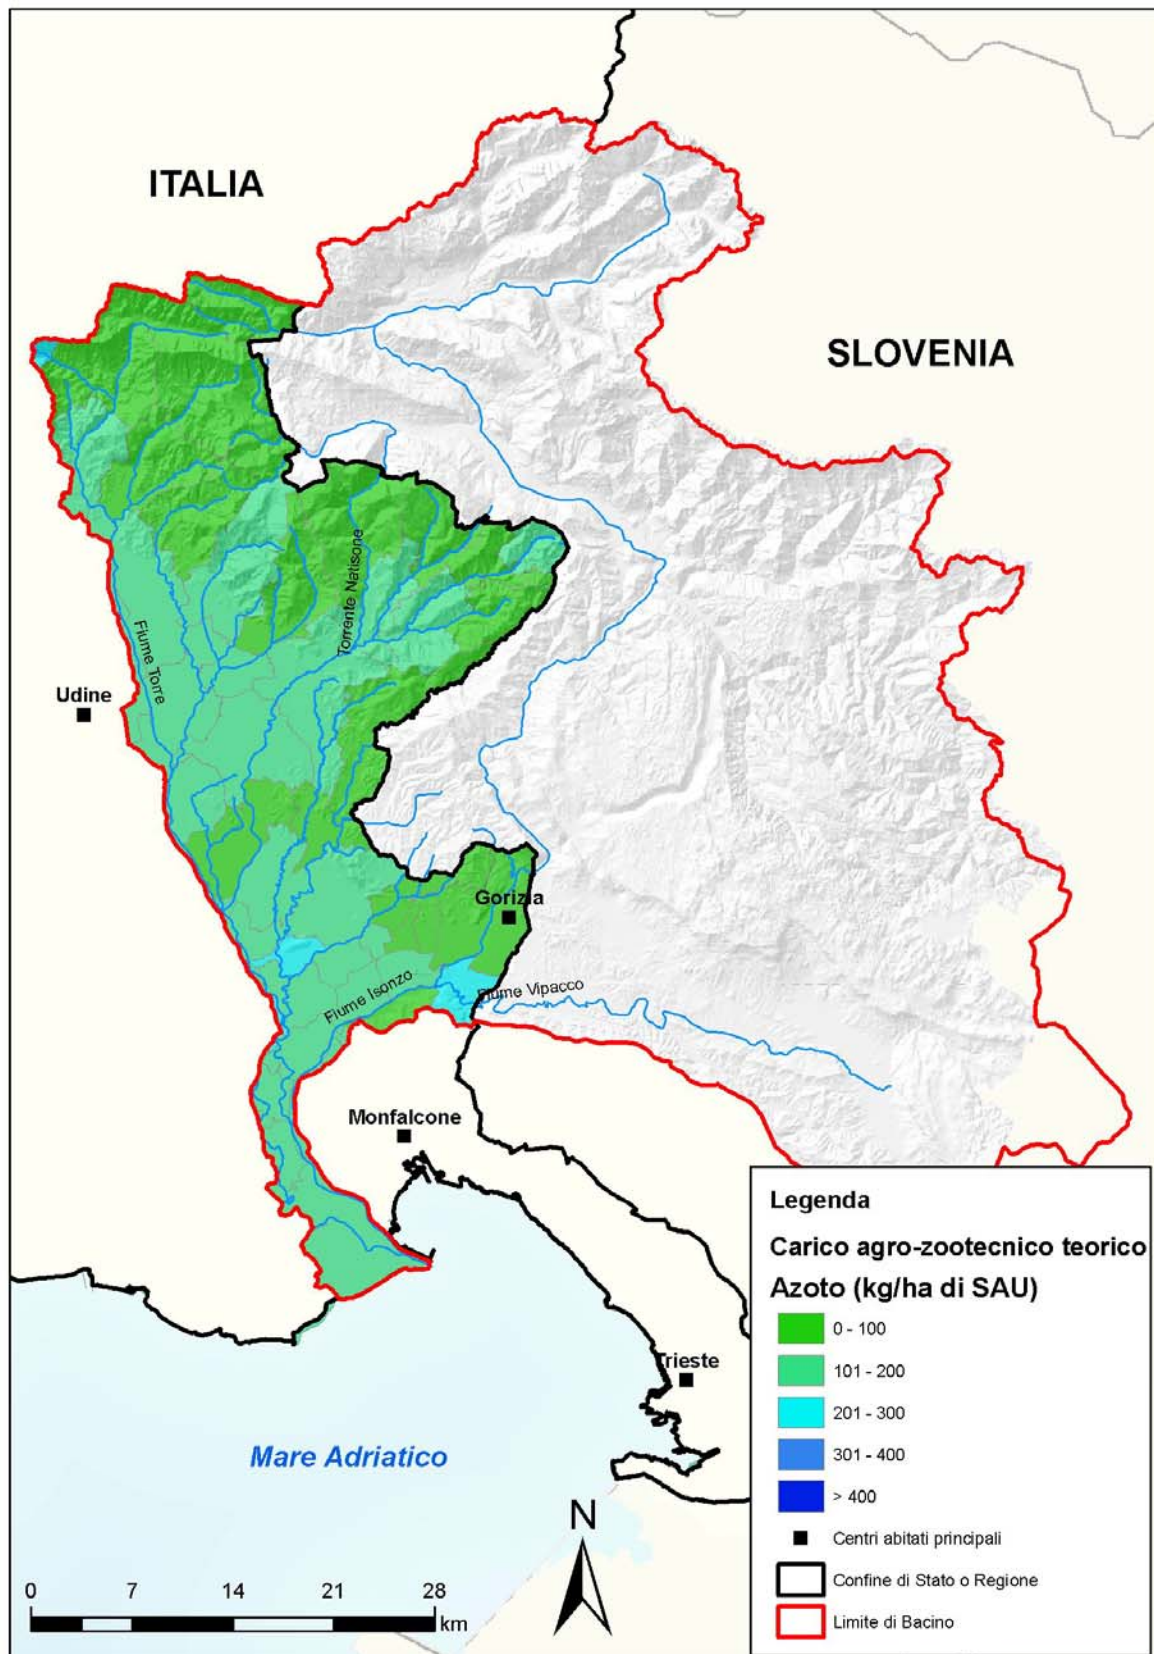 ITALIA
SLOVENIA
Torrente Natisone
Fiume Torre
Udine
Gorizia
Fiume Isonzo
Fiume Vipacco
Monfalcone
Trieste
Mare Adriatico
N
0 7 14 21 28
km
Legenda
Carico agro-zootecnico teorico
Azoto (kg/ha di SAU)
0 - 100
101 - 200
201 - 300
301 - 400
> 400
Centri abitati principali
Confine di Stato o Regione
Limite di Bacino